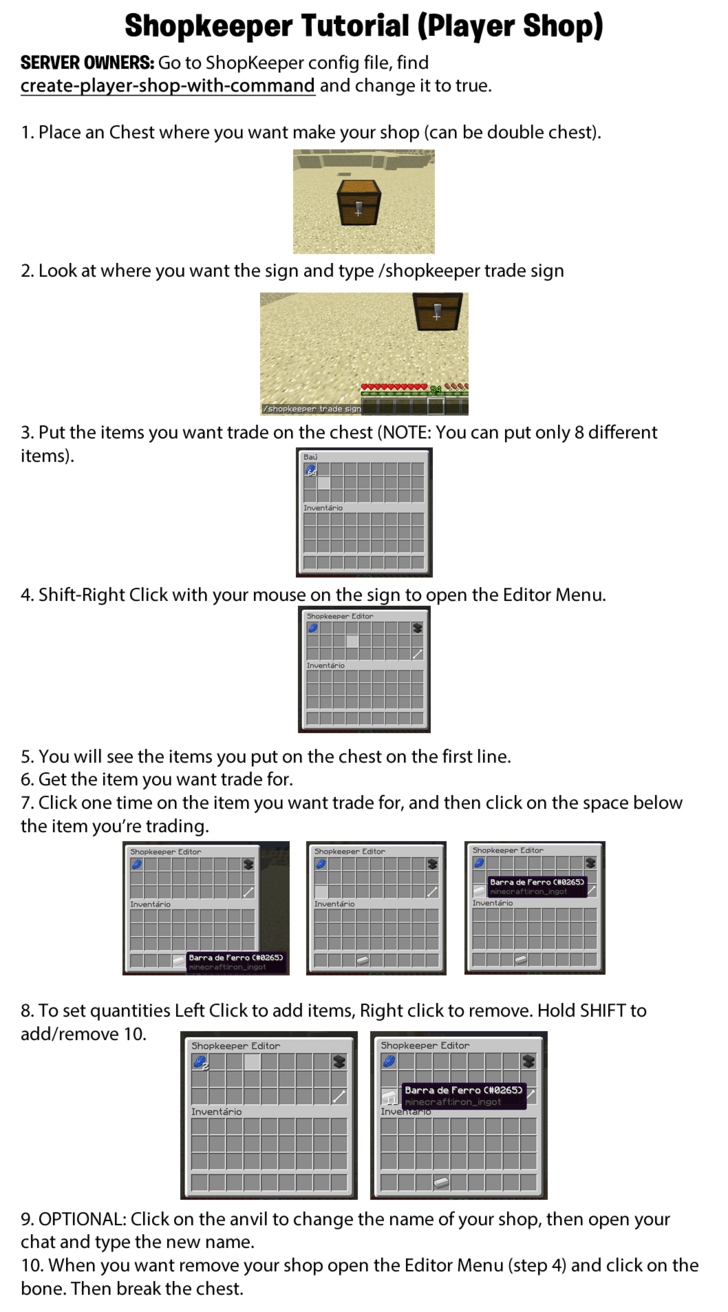 Shopkeeper Tutorial (Player Shop)
SERVER OWNERS: Go to ShopKeeper config file, find
create-player-shop-with-command and change it to true.
1. Place an Chest where you want make your shop (can be double chest).
2. Look at where you want the sign and type /shopkeeper trade sign
/shopkeeper trade sign
3. Put the items you want trade on the chest (NOTE: You can put only 8 different
items).
Baú
64
Inventário
4. Shift-Right Click with your mouse on the sign to open the Editor Menu.
Shopkeeper Editor
Inventário
5. You will see the items you put on the chest on the first line.
6. Get the item you want trade for.
7. Click one time on the item you want trade for, and then click on the space below
the item you're trading.
Shopkeeper Editor
Inventário
Barra de Ferro (#0265)
minecraft:iron_ingot
Shopkeeper Editor
Inventário
Shopkeeper Editor
Barra de Ferro (#0265)
minecraft:iron_ingot
Inventário
8. To set quantities Left Click to add items, Right click to remove. Hold SHIFT to
add/remove 10.
Shopkeeper Editor
2
Inventário
Shopkeeper Editor
Barra de Ferro (#0265)
minecraft:iron_ingot
11
Inventário
9. OPTIONAL: Click on the anvil to change the name of your shop, then open your
chat and type the new name.
10. When you want remove your shop open the Editor Menu (step 4) and click on the
bone. Then break the chest.